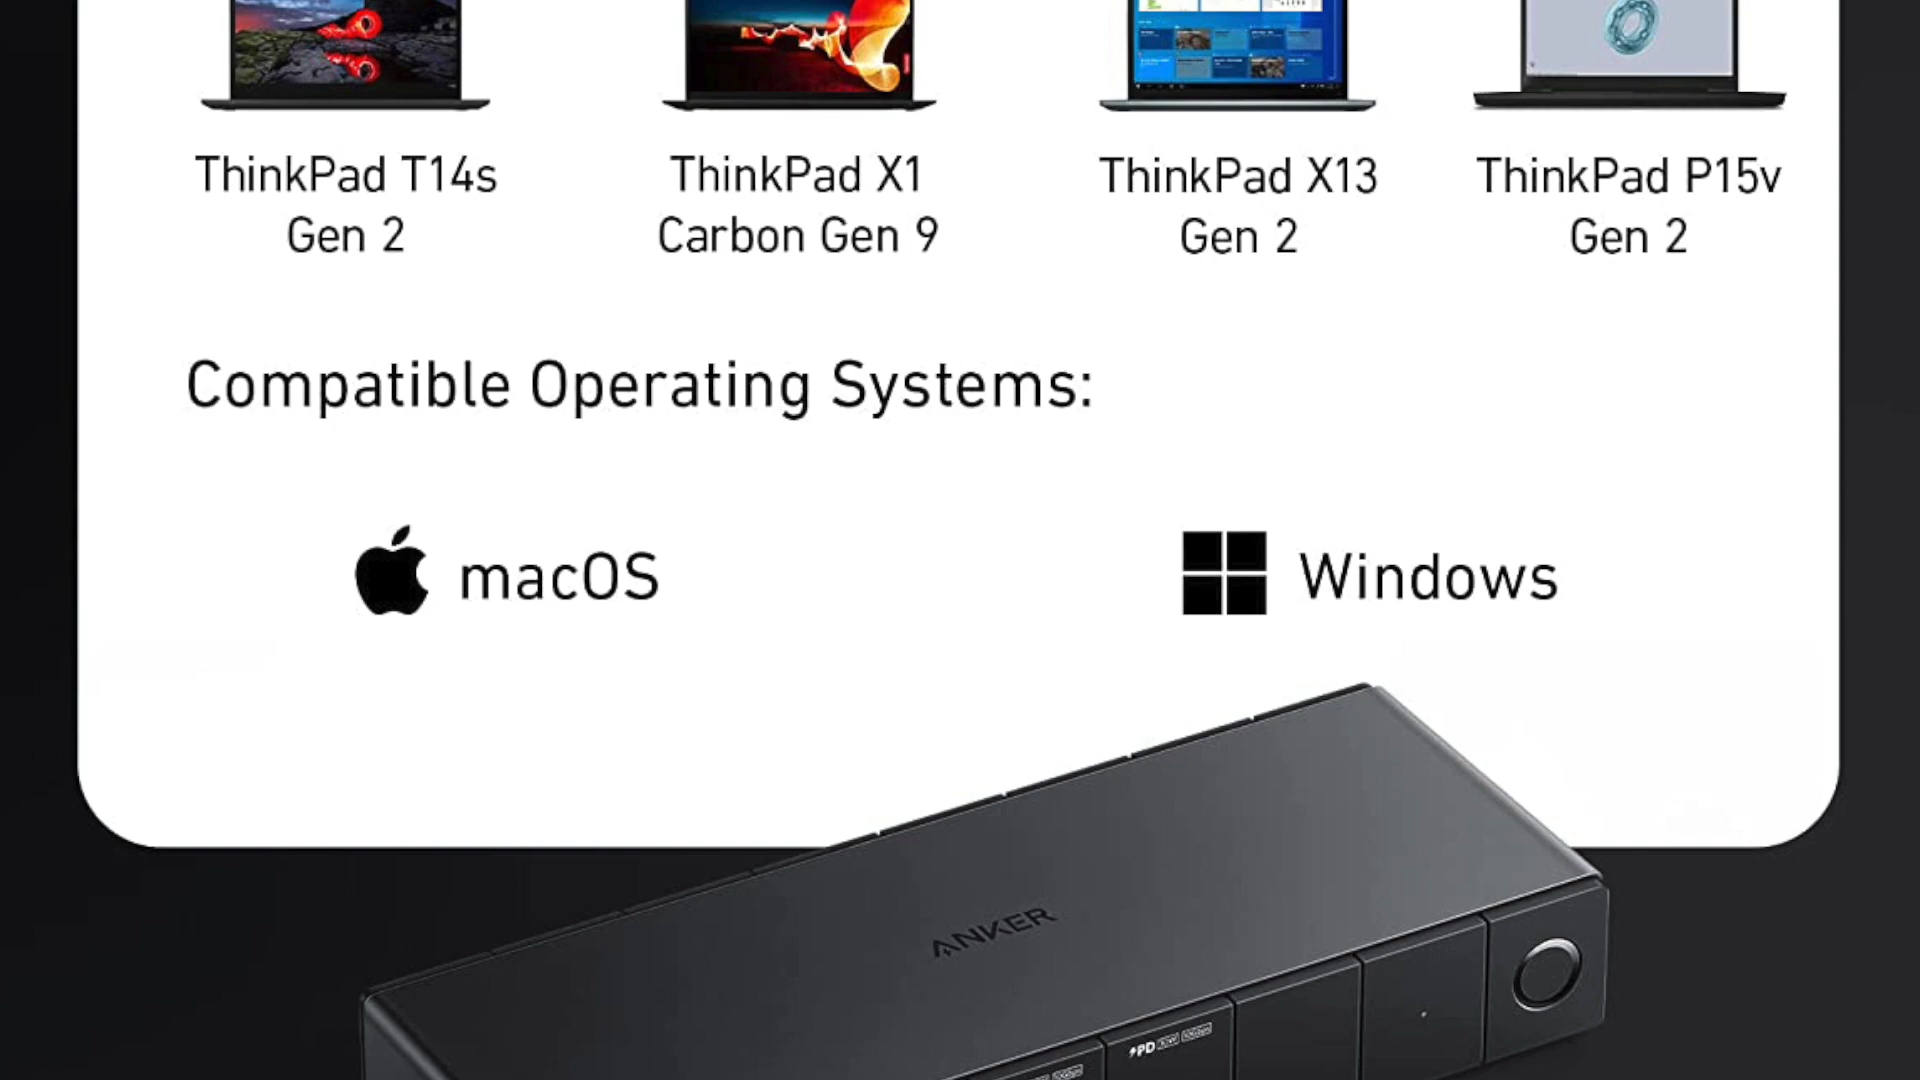 ThinkPad T14s
Gen 2
ThinkPad X1
Carbon Gen 9
ThinkPad X13
Gen 2
ThinkPad P15v
Gen 2
Compatible Operating Systems:
macOS
Windows
ANKER
PD